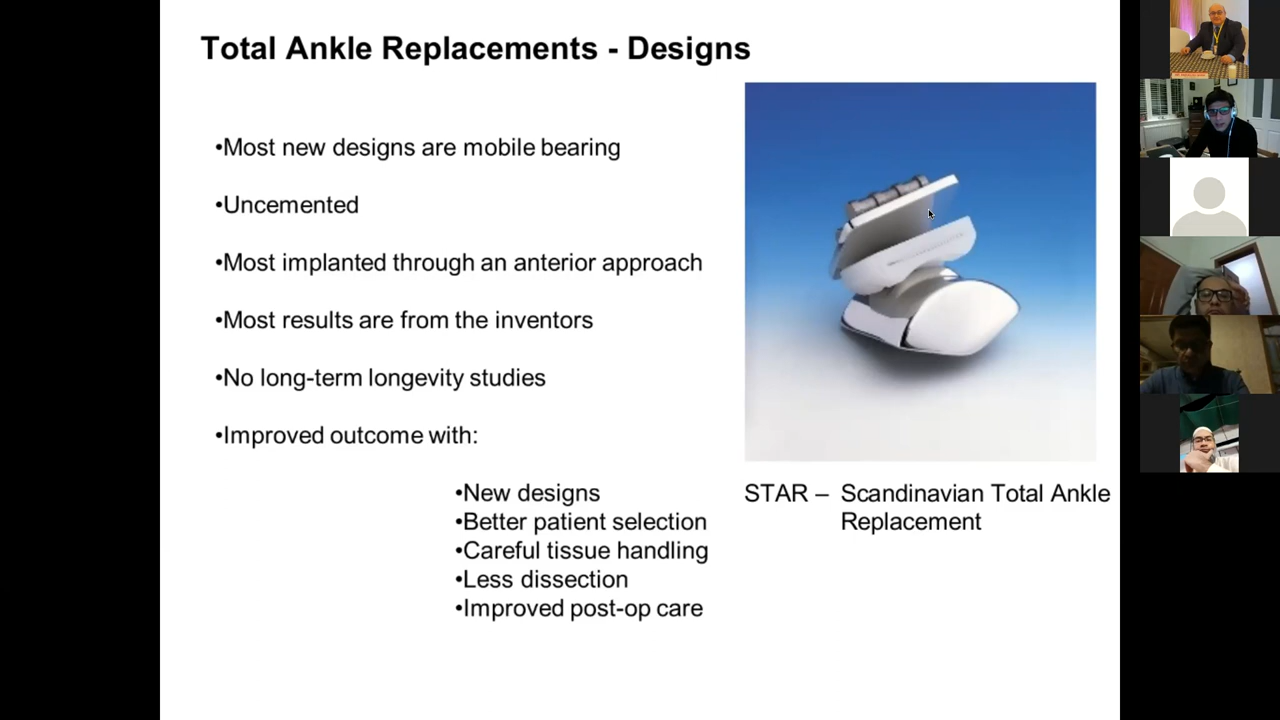 Total Ankle Replacements - Designs
•Most new designs are mobile bearing
•Uncemented
•Most implanted through an anterior approach
•Most results are from the inventors
•No long-term longevity studies
•Improved outcome with:
•New designs
•Better patient selection
•Careful tissue handling
•Less dissection
•Improved post-op care
STAR – Scandinavian Total Ankle
Replacement